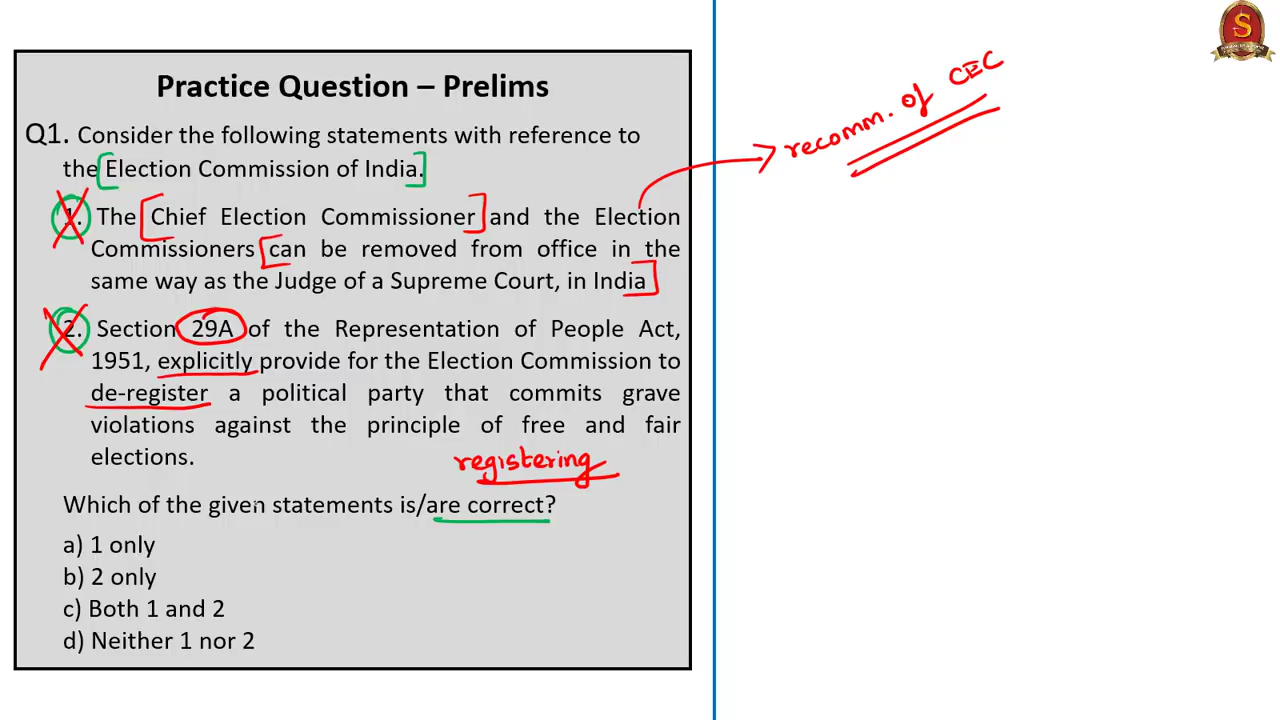 Practice Question – Prelims
Q1. Consider the following statements with reference to
the Election Commission of India.
1. The Chief Election Commissioner and the Election
Commissioners can be removed from office in the
same way as the Judge of a Supreme Court, in India
2. Section 29A of the Representation of People Act,
1951, explicitly provide for the Election Commission to
de-register a political party that commits grave
violations against the principle of free and fair
elections.
registering
Which of the given statements is/are correct?
a) 1 only
b) 2 only
c) Both 1 and 2
d) Neither 1 nor 2
recomm. of CEC
S